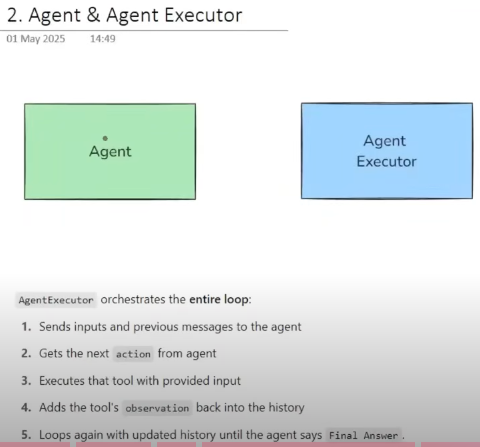 2. Agent & Agent Executor
01 May 2025 14:49
Agent
Agent
Executor
AgentExecutor orchestrates the entire loop:
1. Sends inputs and previous messages to the agent
2. Gets the next action from agent
3. Executes that tool with provided input
4. Adds the tool's observation back into the history
5. Loops again with updated history until the agent says Final Answer.